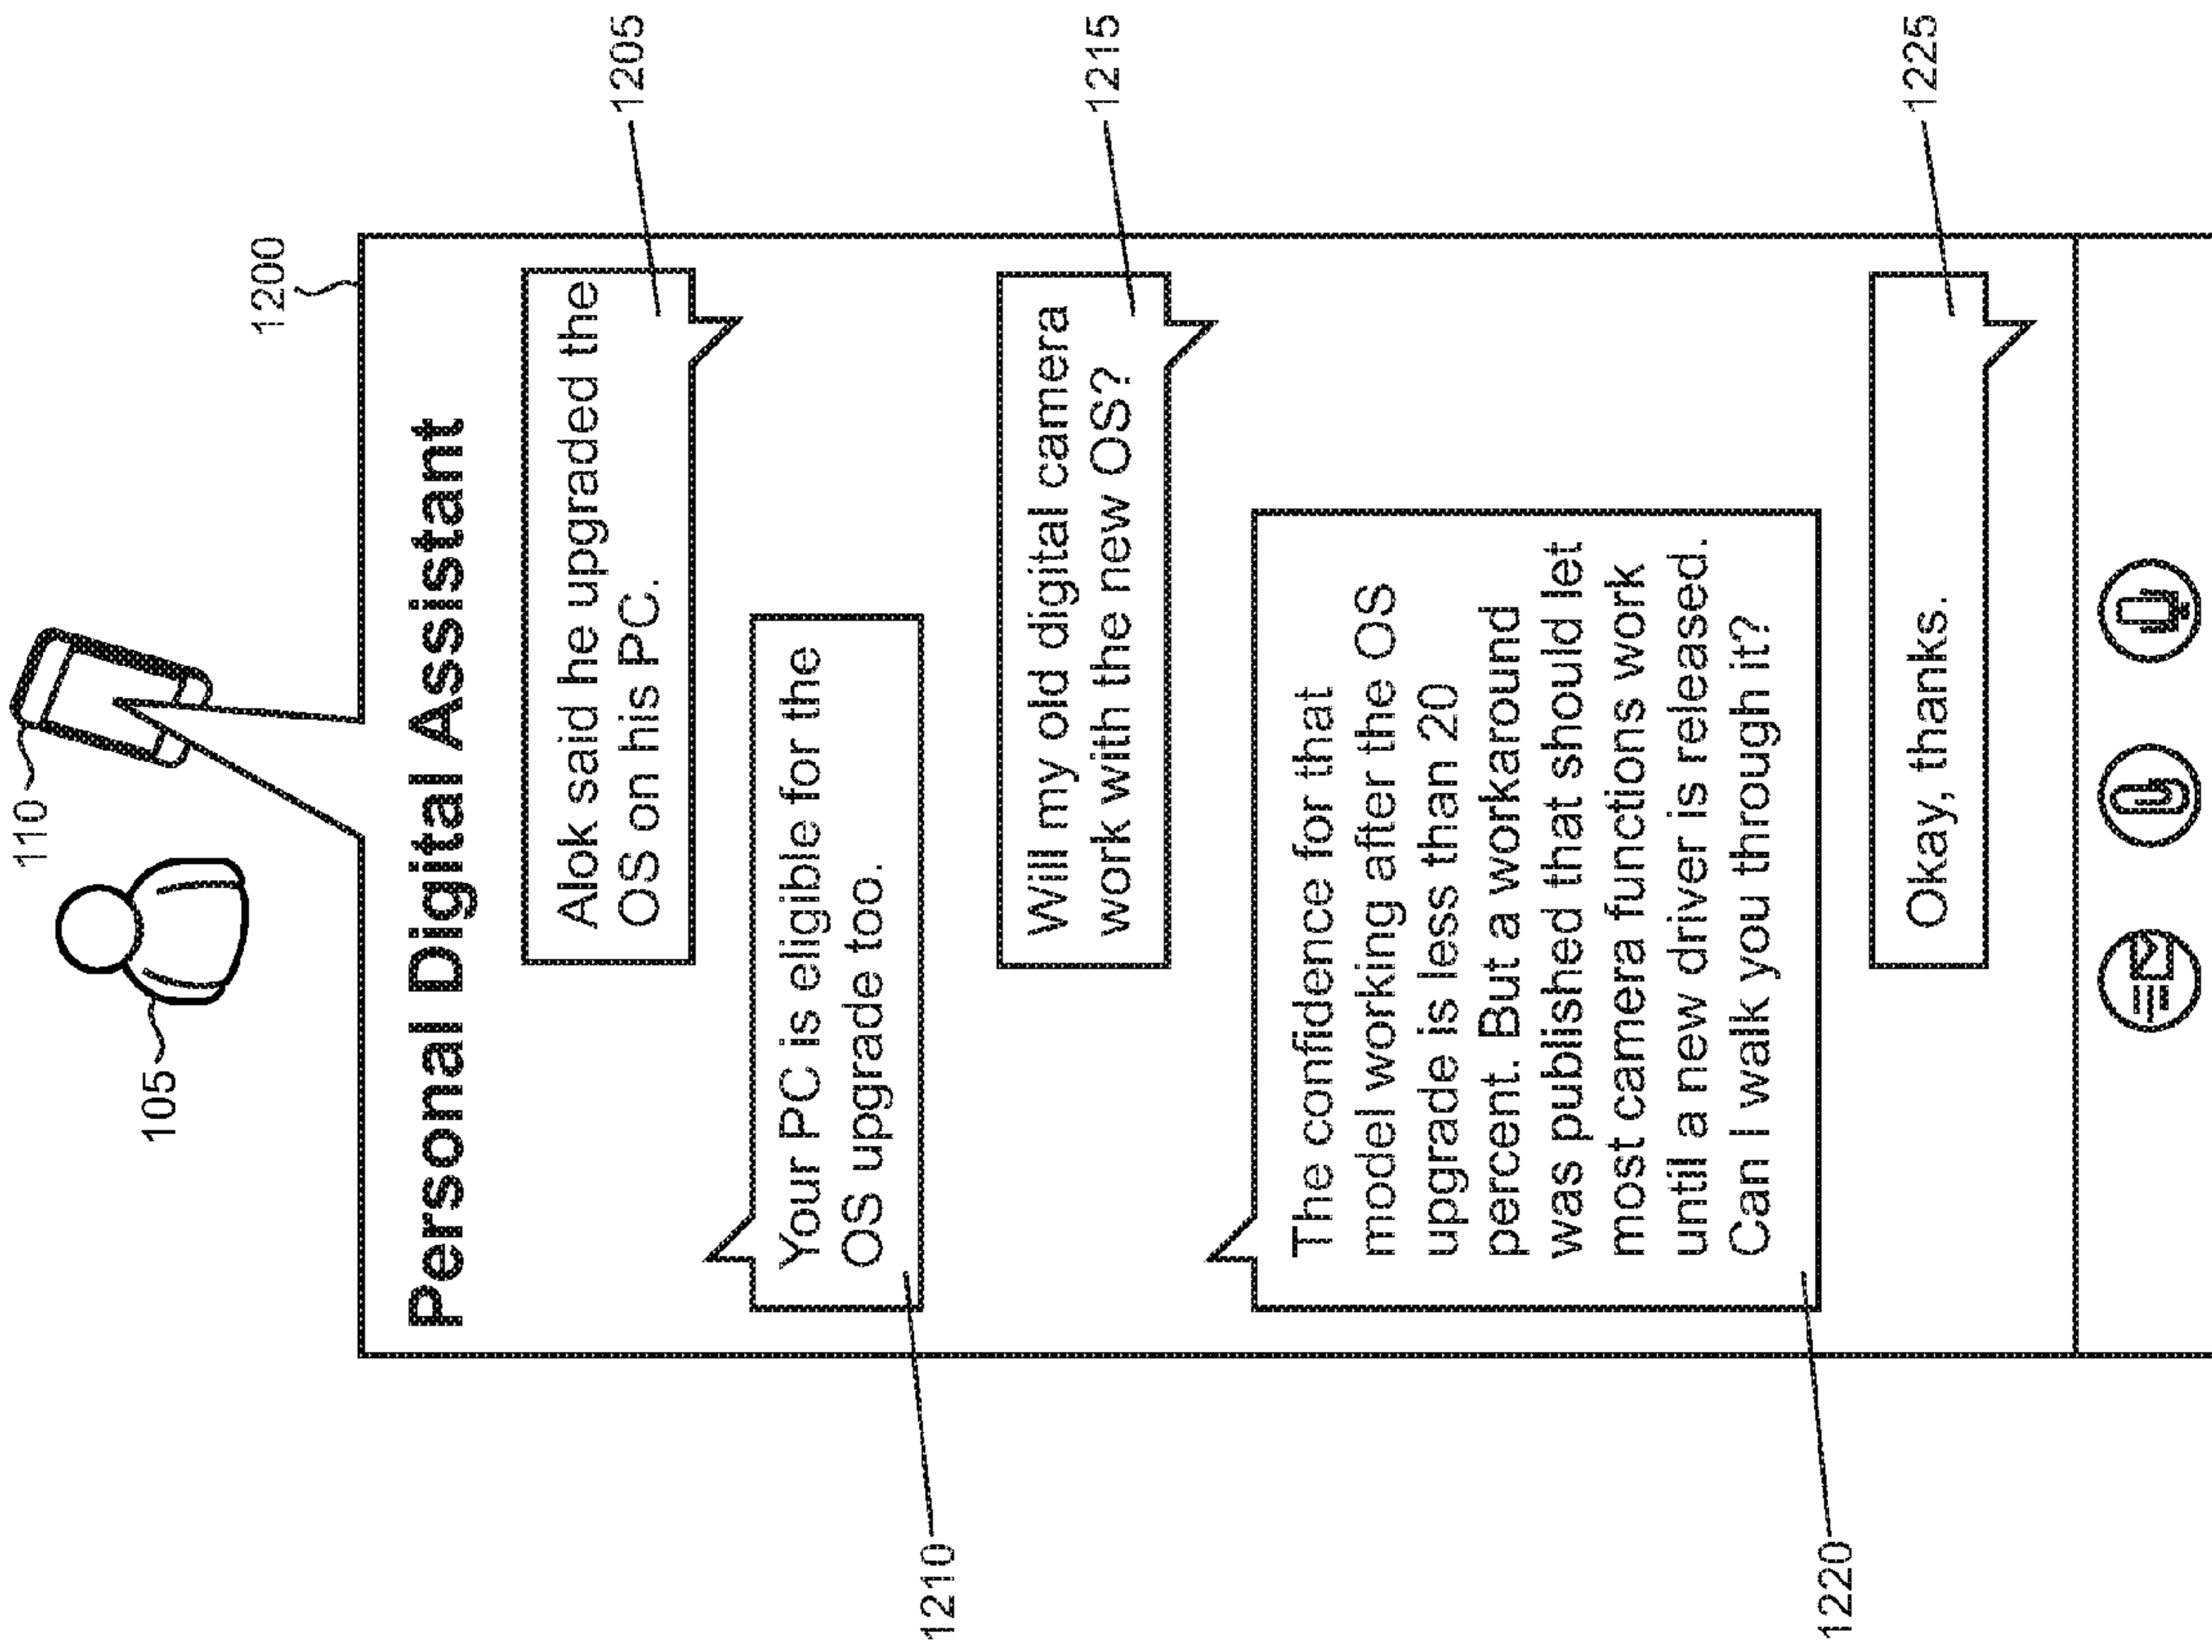 110
105
1200
Personal Digital Assistant
Alok said he upgraded the
OS on his PC.
1205
Your PC is eligible for the
OS upgrade too.
1210
Will my old digital camera
work with the new OS?
1215
The confidence for that
model working after the OS
upgrade is less than 20
percent. But a workaround
was published that should let
most camera functions work
until a new driver is released.
Can I walk you through it?
1220
Okay, thanks.
1225